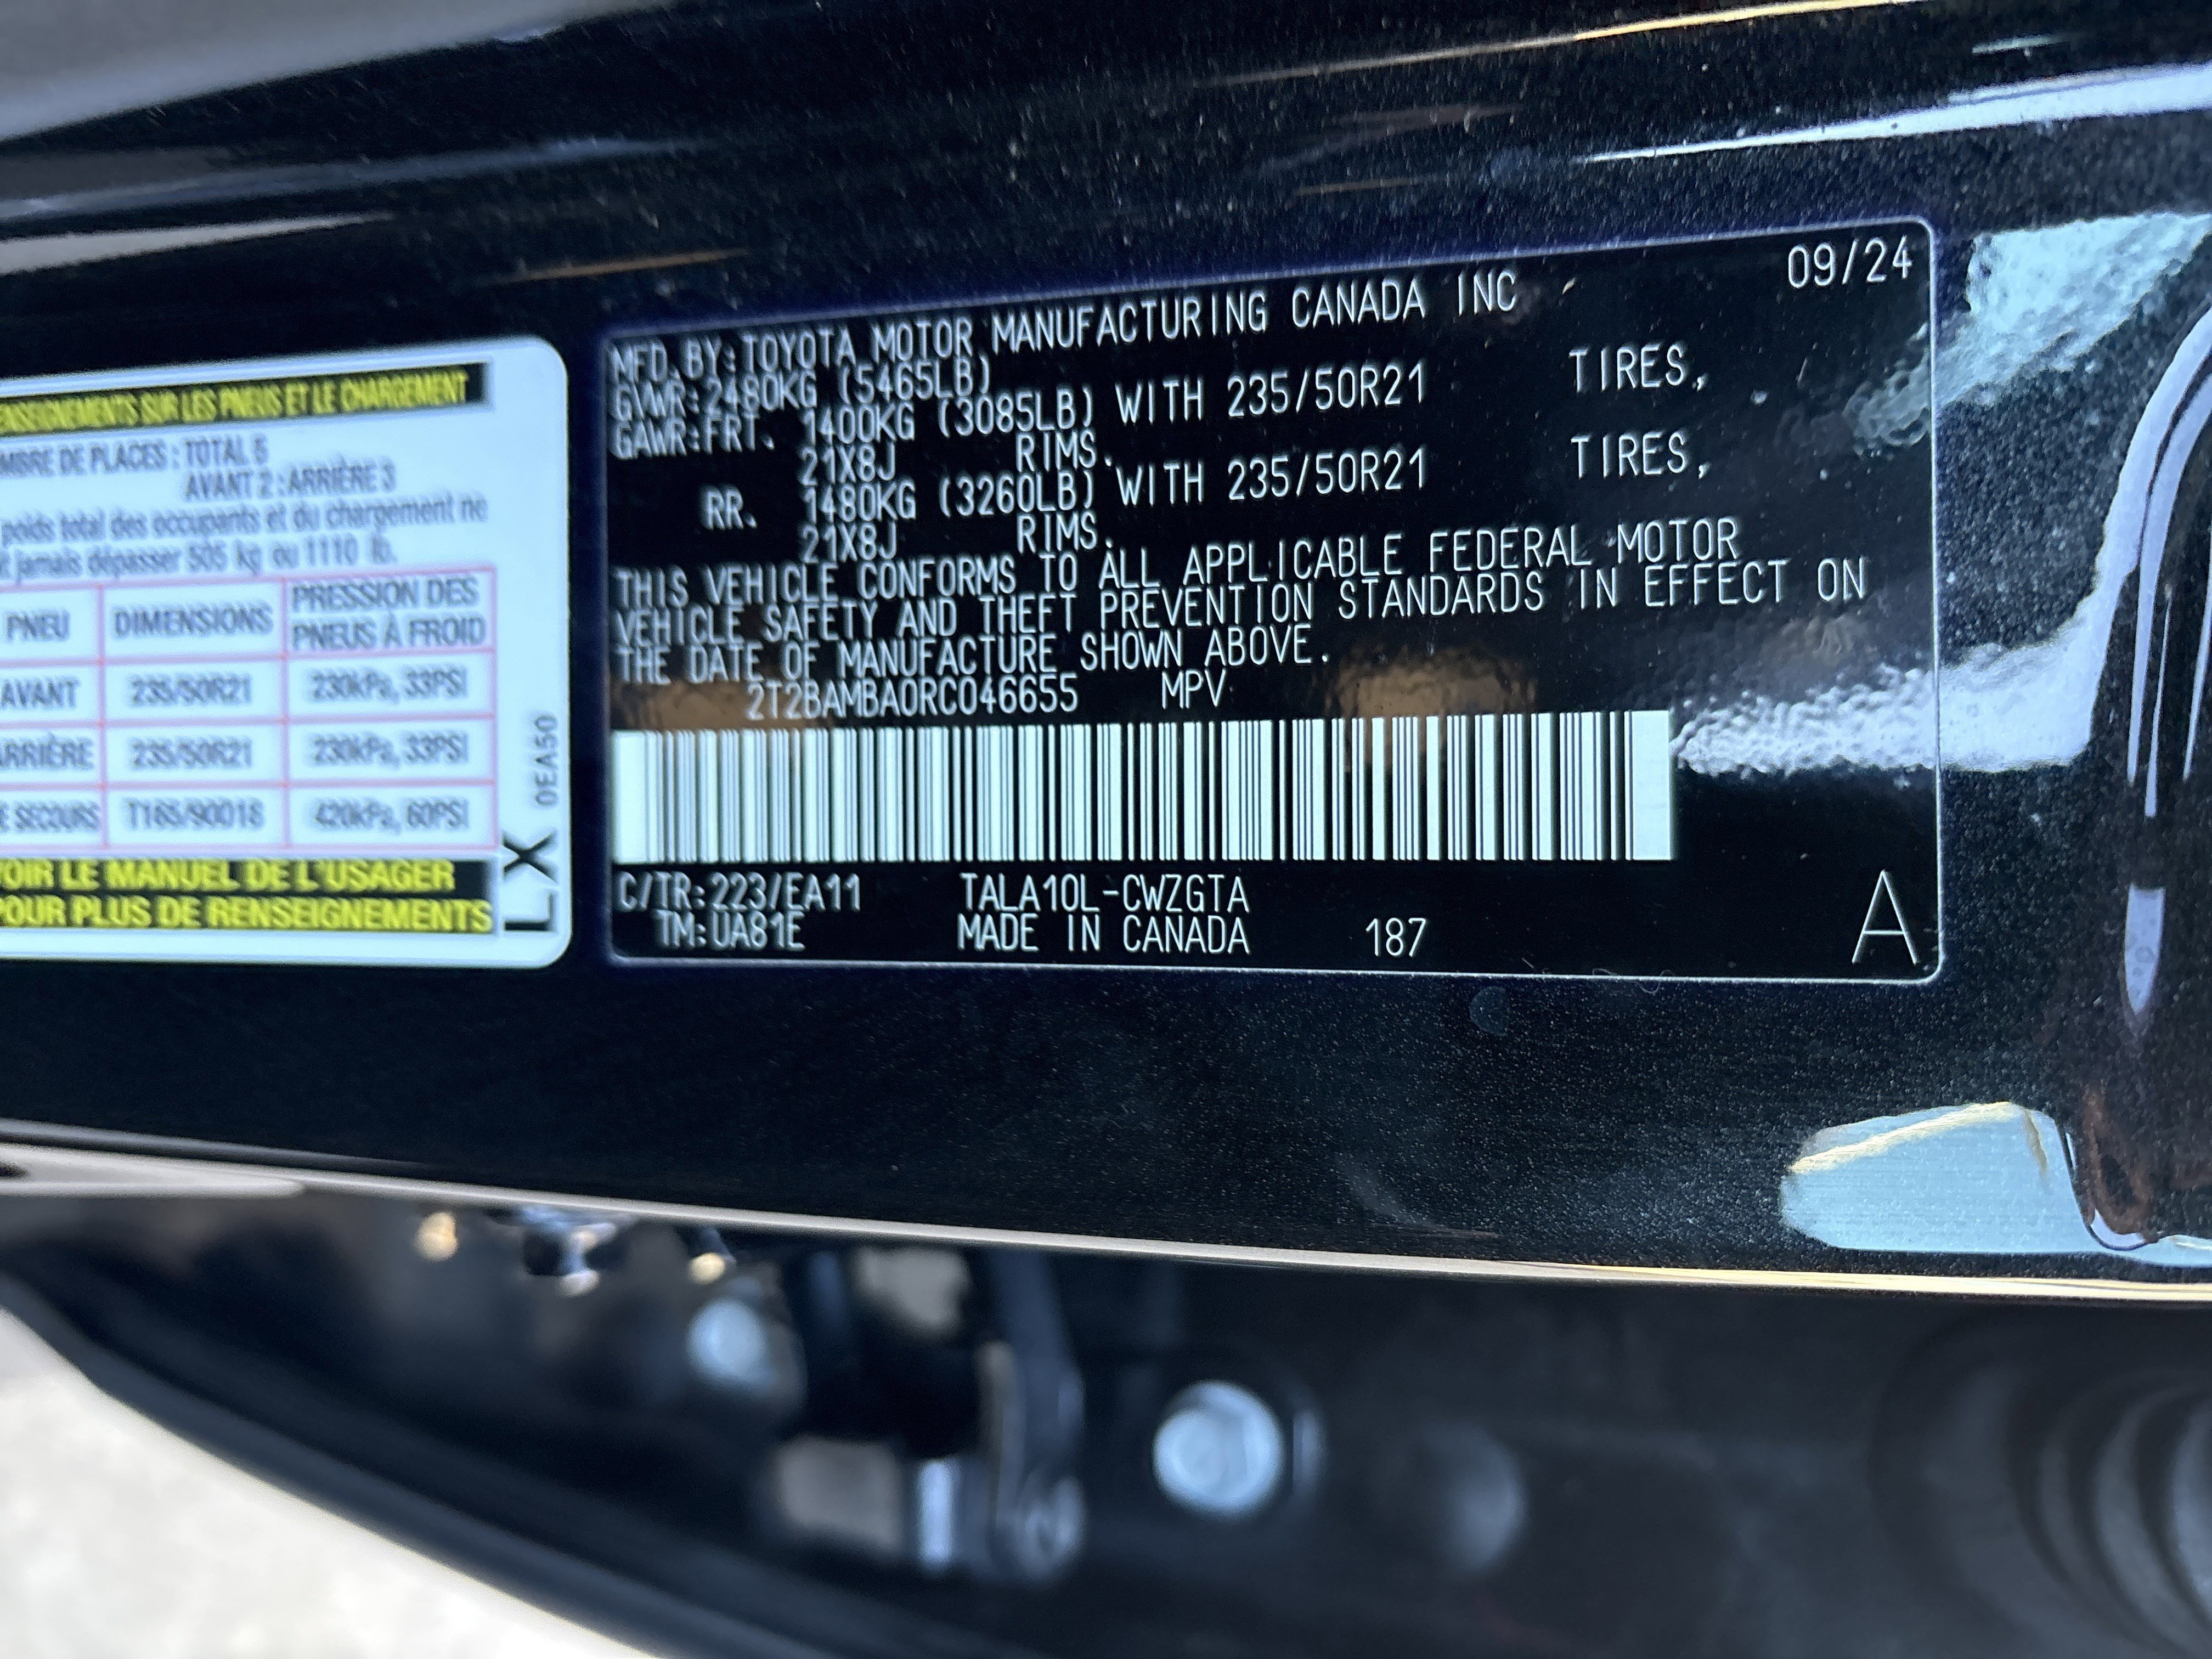 RENSEIGNEMENTS SUR LES PNEUS ET LE CHARGEMENT
MBRE DE PLACES : TOTAL 5
AVANT 2 : ARRIÈRE 3
poids total des occupants et du chargement ne
t jamais dépasser 505 kg ou 1110 lb.
PNEU DIMENSIONS PRESSION DES PNEUS À FROID
AVANT 235/50R21 230kPa, 33PSI
ARRIÈRE 235/50R21 230kPa, 33PSI
E SECOURS T165/90D18 420kPa, 60PSI
VOIR LE MANUEL DE L'USAGER
POUR PLUS DE RENSEIGNEMENTS
LX 0EA50
09/24
MFD.BY:TOYOTA MOTOR MANUFACTURING CANADA INC
GVWR:2480KG (5465LB)
GAWR:FRT. 1400KG (3085LB) WITH 235/50R21 TIRES,
21X8J RIMS.
RR. 1480KG (3260LB) WITH 235/50R21 TIRES,
21X8J RIMS.
THIS VEHICLE CONFORMS TO ALL APPLICABLE FEDERAL MOTOR
VEHICLE SAFETY AND THEFT PREVENTION STANDARDS IN EFFECT ON
THE DATE OF MANUFACTURE SHOWN ABOVE.
2T2BAMBA0RC046655 MPV
C/TR:223/EA11 TALA10L-CWZGTA
TM:UA81E MADE IN CANADA 187
A